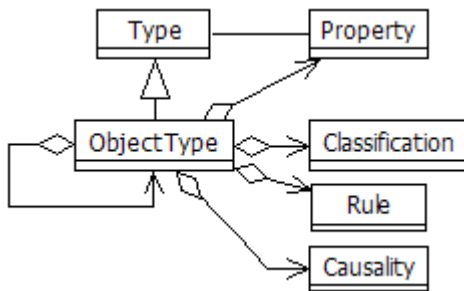 Type
Property
ObjectType
Classification
Rule
Causality